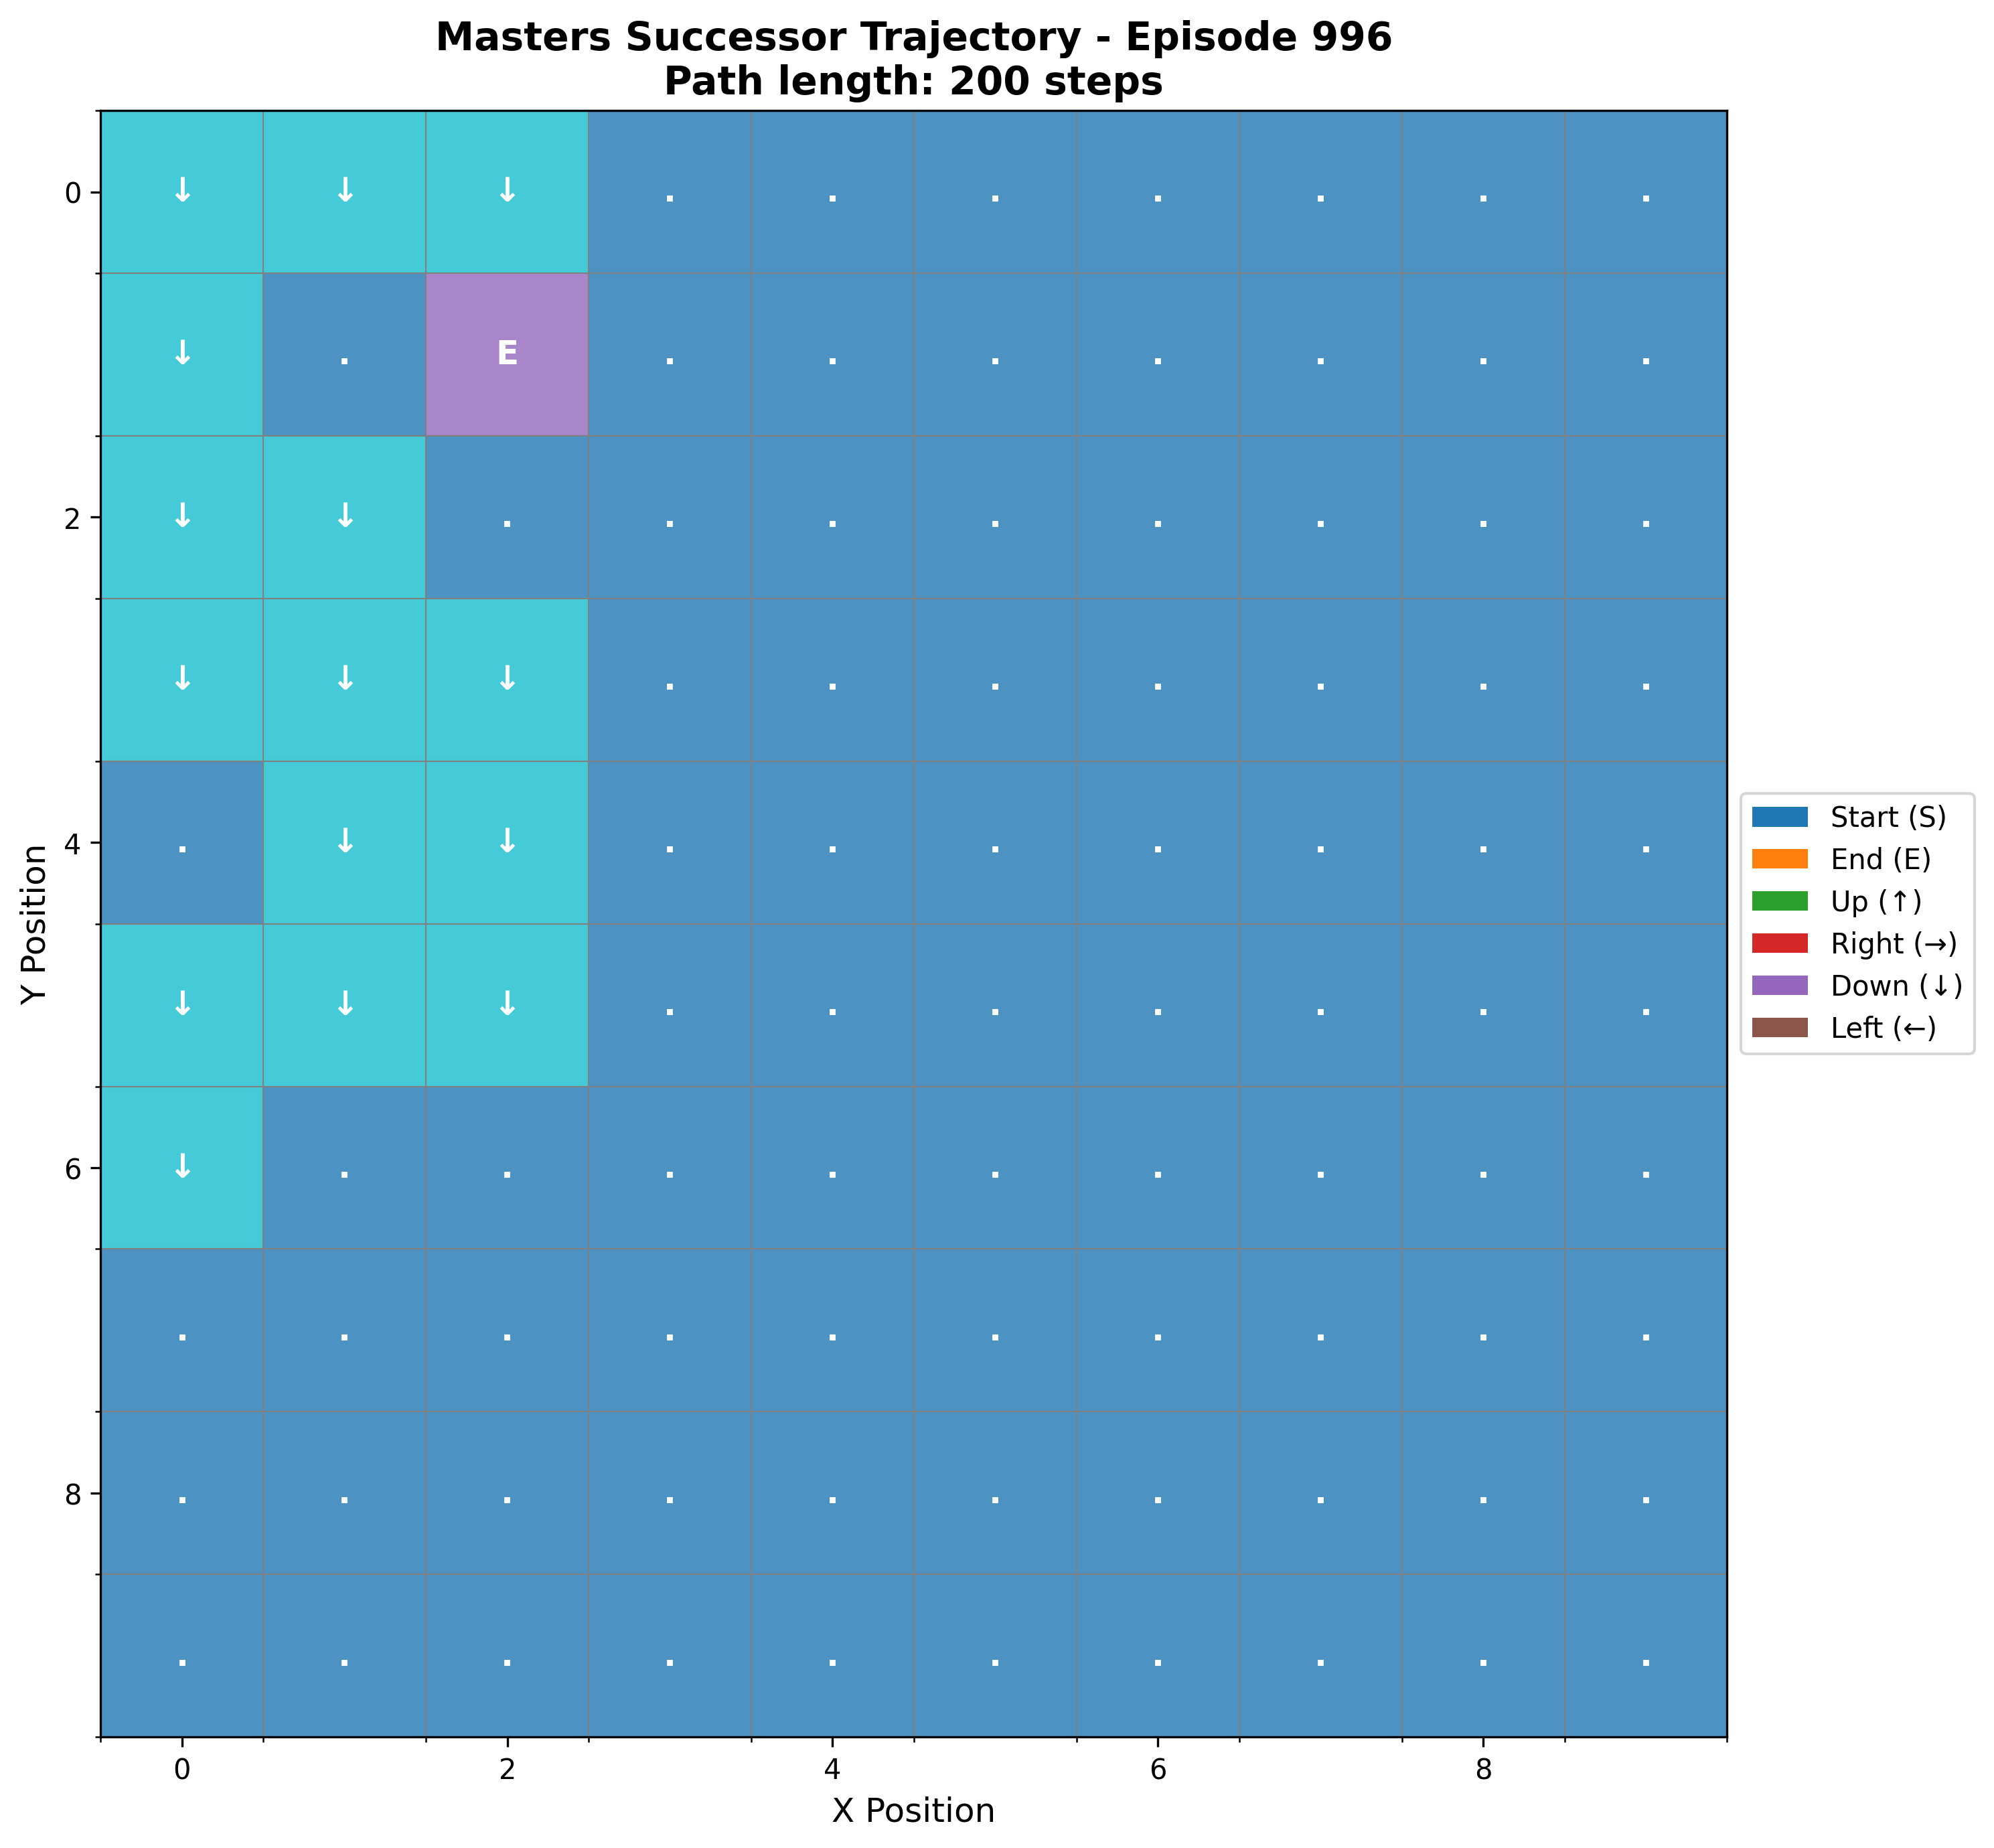 Masters Successor Trajectory - Episode 996
Path length: 200 steps
0 ↓ ↓ ↓ . . . . . . .
↓ . E . . . . . . .
2 ↓ ↓ . . . . . . . .
↓ ↓ ↓ . . . . . . .
4 . ↓ ↓ . . . . . . .
↓ ↓ ↓ . . . . . . .
6 ↓ . . . . . . . . .
. . . . . . . . . .
8 . . . . . . . . . .
. . . . . . . . . .
0 2 4 6 8
X Position
Y Position
Start (S)
End (E)
Up (↑)
Right (→)
Down (↓)
Left (←)